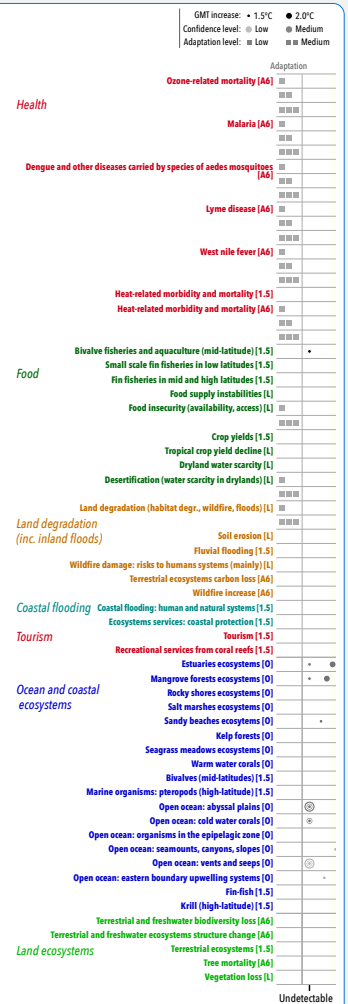 GMT increase: • 1.5°C ● 2.0°C
Confidence level: Low Medium
Adaptation level: Low Medium
Adaptation
Ozone-related mortality [A6]
Health
Malaria [A6]
Dengue and other diseases carried by species of aedes mosquitoes
[A6]
Lyme disease [A6]
West nile fever [A6]
Heat-related morbidity and mortality [1.5]
Heat-related morbidity and mortality [A6]
Bivalve fisheries and aquaculture (mid-latitude) [1.5]
Small scale fin fisheries in low latitudes [1.5]
Food
Fin fisheries in mid and high latitudes [1.5]
Food supply instabilities [L]
Food insecurity (availability, access) [L]
Crop yields [1.5]
Tropical crop yield decline [L]
Dryland water scarcity [L]
Desertification (water scarcity in drylands) [L]
Land degradation (habitat degr., wildfire, floods) [L]
Land degradation
(inc. inland floods)
Soil erosion [L]
Fluvial flooding [1.5]
Wildfire damage: risks to humans systems (mainly) [L]
Terrestrial ecosystems carbon loss [A6]
Wildfire increase [A6]
Coastal flooding Coastal flooding: human and natural systems [1.5]
Ecosystems services: coastal protection [1.5]
Tourism Tourism [1.5]
Recreational services from coral reefs [1.5]
Estuaries ecosystems [O]
Mangrove forests ecosystems [O]
Ocean and coastal
ecosystems
Rocky shores ecosystems [O]
Salt marshes ecosystems [O]
Sandy beaches ecosytems [O]
Kelp forests [O]
Seagrass meadows ecosystems [O]
Warm water corals [O]
Bivalves (mid-latitudes) [1.5]
Marine organisms: pteropods (high-latitude) [1.5]
Open ocean: abyssal plains [O]
Open ocean: cold water corals [O]
Open ocean: organisms in the epipelagic zone [O]
Open ocean: seamounts, canyons, slopes [O]
Open ocean: vents and seeps [O]
Open ocean: eastern boundary upwelling systems [O]
Fin-fish [1.5]
Krill (high-latitude) [1.5]
Terrestrial and freshwater biodiversity loss [A6]
Terrestrial and freshwater ecosystems structure change [A6]
Land ecosystems Terrestrial ecosystems [1.5]
Tree mortality [A6]
Vegetation loss [L]
Undetectable